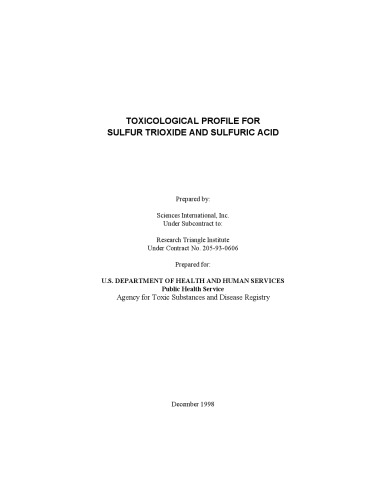 TOXICOLOGICAL PROFILE FOR
SULFUR TRIOXIDE AND SULFURIC ACID
Prepared by:
Sciences International, Inc.
Under Subcontract to:
Research Triangle Institute
Under Contract No. 205-93-0606
Prepared for:
U.S. DEPARTMENT OF HEALTH AND HUMAN SERVICES
Public Health Service
Agency for Toxic Substances and Disease Registry
December 1998